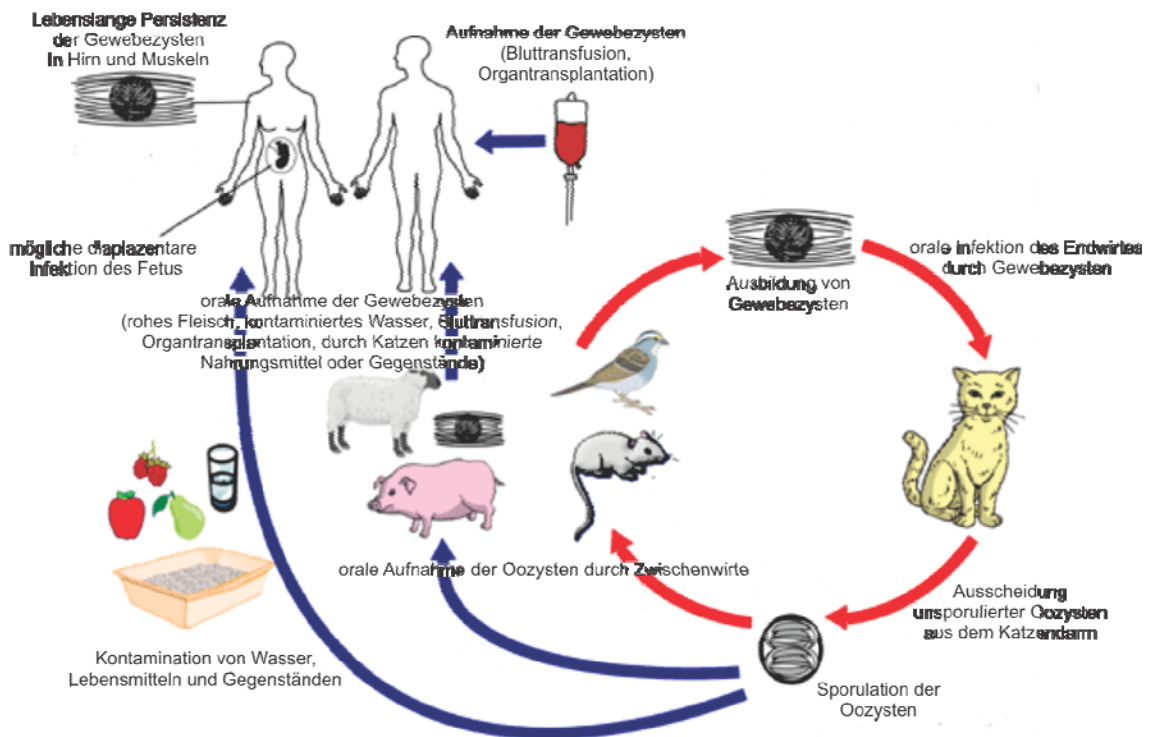 Lebenslange Persistenz
der Gewebezysten
in Hirn und Muskeln
Aufnahme der Gewebezysten
(Bluttransfusion,
Organtransplantation)
mögliche diaplazentare
Infektion des Fetus
orale Aufnahme der Gewebezysten
(rohes Fleisch, kontaminiertes Wasser, Bluttransfusion,
Organtransplantation, durch Katzen kontaminierte
Nahrungsmittel oder Gegenstände)
Ausbildung von
Gewebezysten
orale Infektion des Endwirtes
durch Gewebezysten
orale Aufnahme der Oozysten durch Zwischenwirte
Ausscheidung
unsporulierter Oozysten
aus dem Katzendarm
Kontamination von Wasser,
Lebensmitteln und Gegenständen
Sporulation der
Oozysten